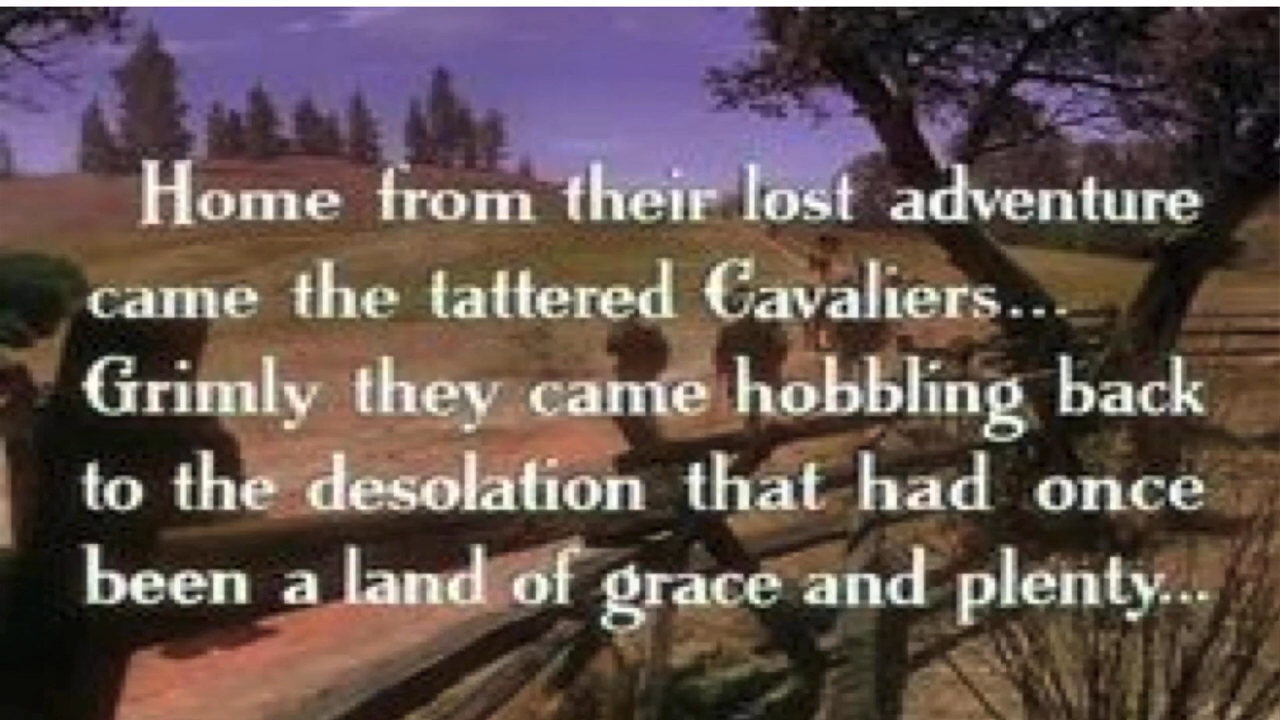 Home from their lost adventure
came the tattered Cavaliers...
Grimly they came hobbling back
to the desolation that had once
been a land of grace and plenty...